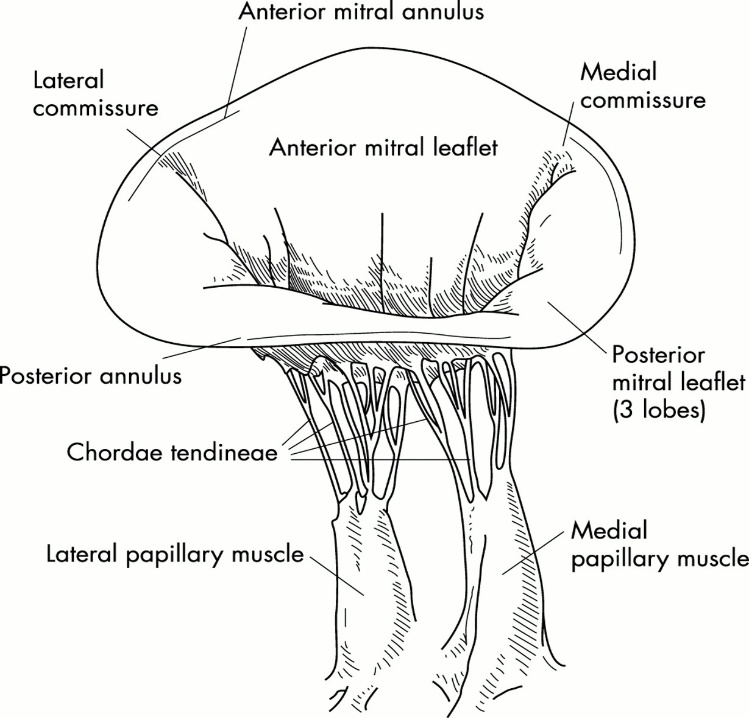 Anterior mitral annulus
Lateral
commissure
Medial
commissure
Anterior mitral leaflet
Posterior annulus
Posterior
mitral leaflet
(3 lobes)
Chordae tendineae
Lateral papillary muscle
Medial
papillary muscle